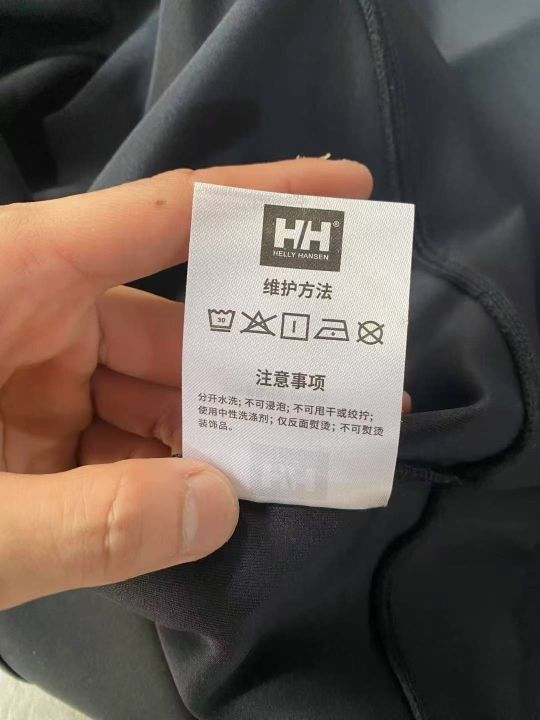 HH®
HELLY HANSEN
维护方法
30
注意事项
分开水洗; 不可浸泡; 不可甩干或绞拧;
使用中性洗涤剂; 仅反面熨烫; 不可熨烫
装饰品。